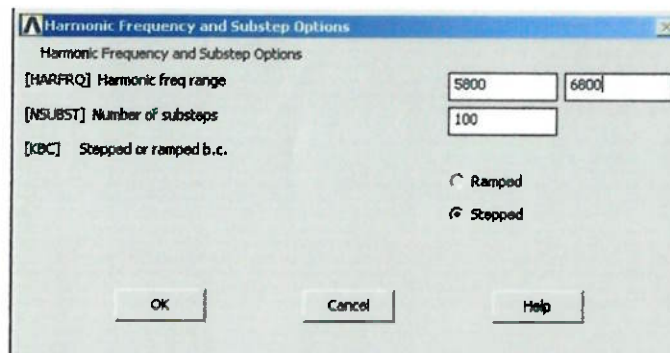 Harmonic Frequency and Substep Options
Harmonic Frequency and Substep Options
[HARFRQ] Harmonic freq range 5800 6800
[NSUBST] Number of substeps 100
[KBC] Stepped or ramped b.c.
Ramped
Stepped
OK Cancel Help